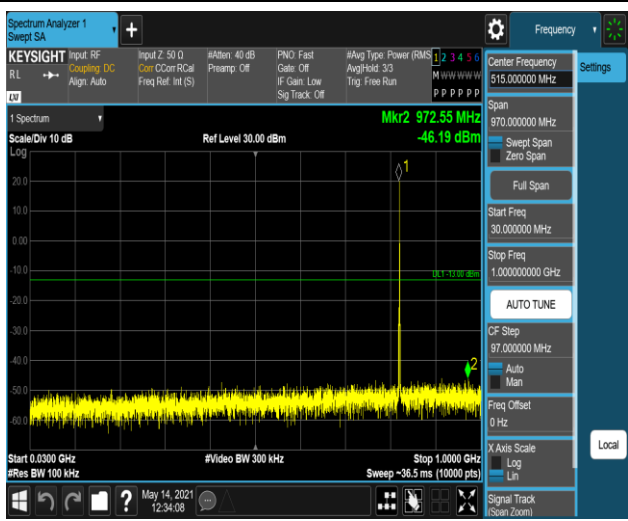 Spectrum Analyzer 1
Swept SA
Frequency
KEYSIGHT
RL
LXI
Input: RF
Coupling: DC
Align: Auto
Input Z: 50 Ω
Corr CCorr RCal
Freq Ref: Int (S)
#Atten: 40 dB
Preamp: Off
PNO: Fast
Gate: Off
IF Gain: Low
Sig Track: Off
#Avg Type: Power (RMS
Avg|Hold: 3/3
Trig: Free Run
1 2 3 4 5 6
M W W W W W
P P P P P P
1 Spectrum
Scale/Div 10 dB
Log
Ref Level 30.00 dBm
Mkr2 972.55 MHz
-46.19 dBm
1
20.0
10.0
0.00
-10.0
DL1 -13.00 dBm
-20.0
-30.0
-40.0
2
-50.0
-60.0
Start 0.0300 GHz
#Res BW 100 kHz
#Video BW 300 kHz
Stop 1.0000 GHz
Sweep ~36.5 ms (10000 pts)
May 14, 2021
12:34:08
Center Frequency
515.000000 MHz
Settings
Span
970.000000 MHz
Swept Span
Zero Span
Full Span
Start Freq
30.000000 MHz
Stop Freq
1.000000000 GHz
AUTO TUNE
CF Step
97.000000 MHz
Auto
Man
Freq Offset
0 Hz
X Axis Scale
Log
Lin
Local
Signal Track
(Span Zoom)